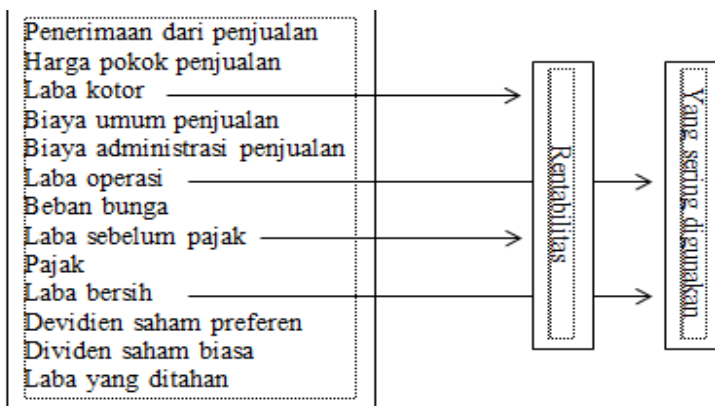 Penerimaan dari penjualan
Harga pokok penjualan
Laba kotor
Biaya umum penjualan
Biaya administrasi penjualan
Laba operasi
Beban bunga
Laba sebelum pajak
Pajak
Laba bersih
Devidien saham preferen
Dividen saham biasa
Laba yang ditahan
Rentabilitas
Yang sering digunakan